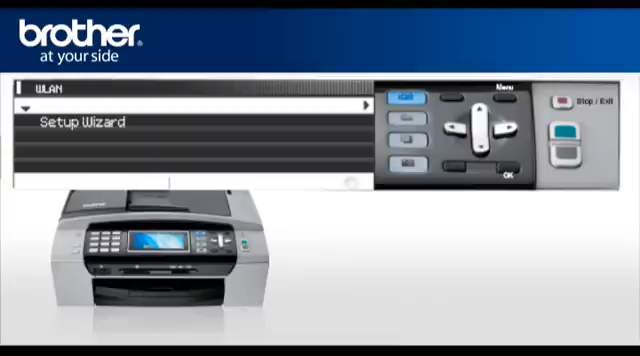 brother
at your side
WLAN
Setup Wizard
Menu
Stop / Exit
OK